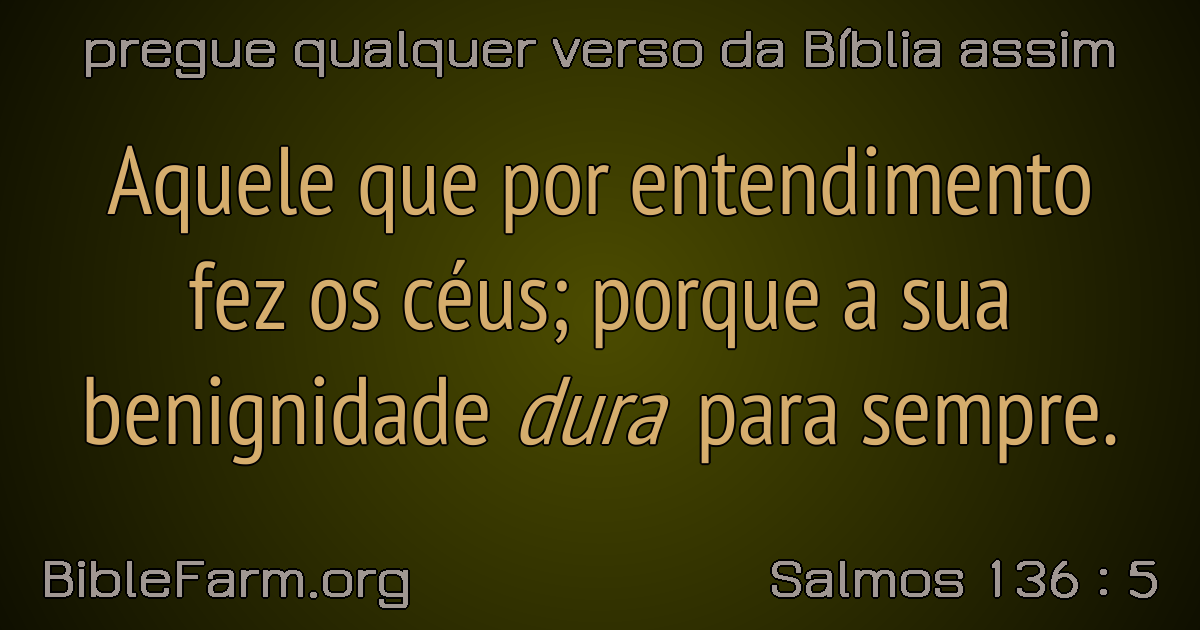 pregue qualquer verso da Bíblia assim
Aquele que por entendimento
fez os céus; porque a sua
benignidade dura para sempre.
BibleFarm.org
Salmos 136 : 5